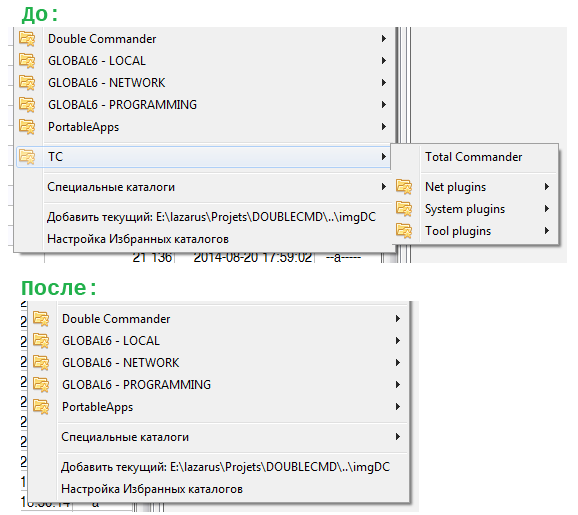 До:
Double Commander
GLOBAL6 - LOCAL
GLOBAL6 - NETWORK
GLOBAL6 - PROGRAMMING
PortableApps
TC
Total Commander
Специальные каталоги
Net plugins
System plugins
Добавить текущий: E:\lazarus\Projets\DOUBLECMD\..\imgDC
Tool plugins
Настройка Избранных каталогов
21 136 2014-08-20 17:59:02 --a-----
После:
Double Commander
GLOBAL6 - LOCAL
GLOBAL6 - NETWORK
GLOBAL6 - PROGRAMMING
PortableApps
Специальные каталоги
Добавить текущий: E:\lazarus\Projets\DOUBLECMD\..\imgDC
Настройка Избранных каталогов